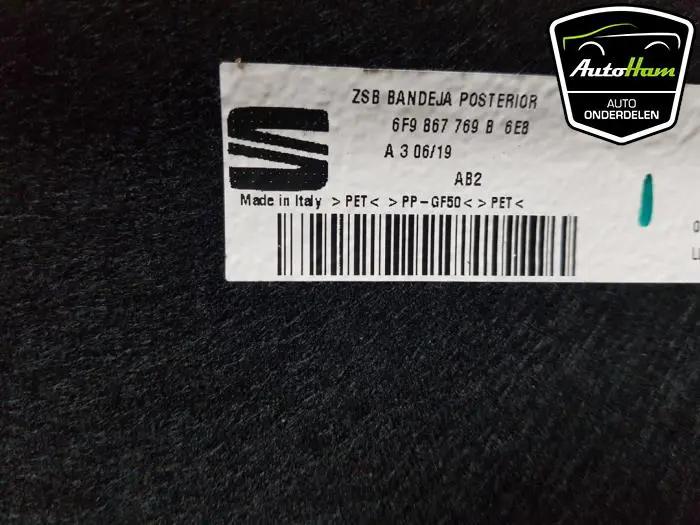 AutoHam
AUTO
ONDERDELEN
ZSB BANDEJA POSTERIOR
6F9 867 769 B 6E8
A 3 06/19
AB2
Made in Italy >PET< >PP-GF50<>PET<